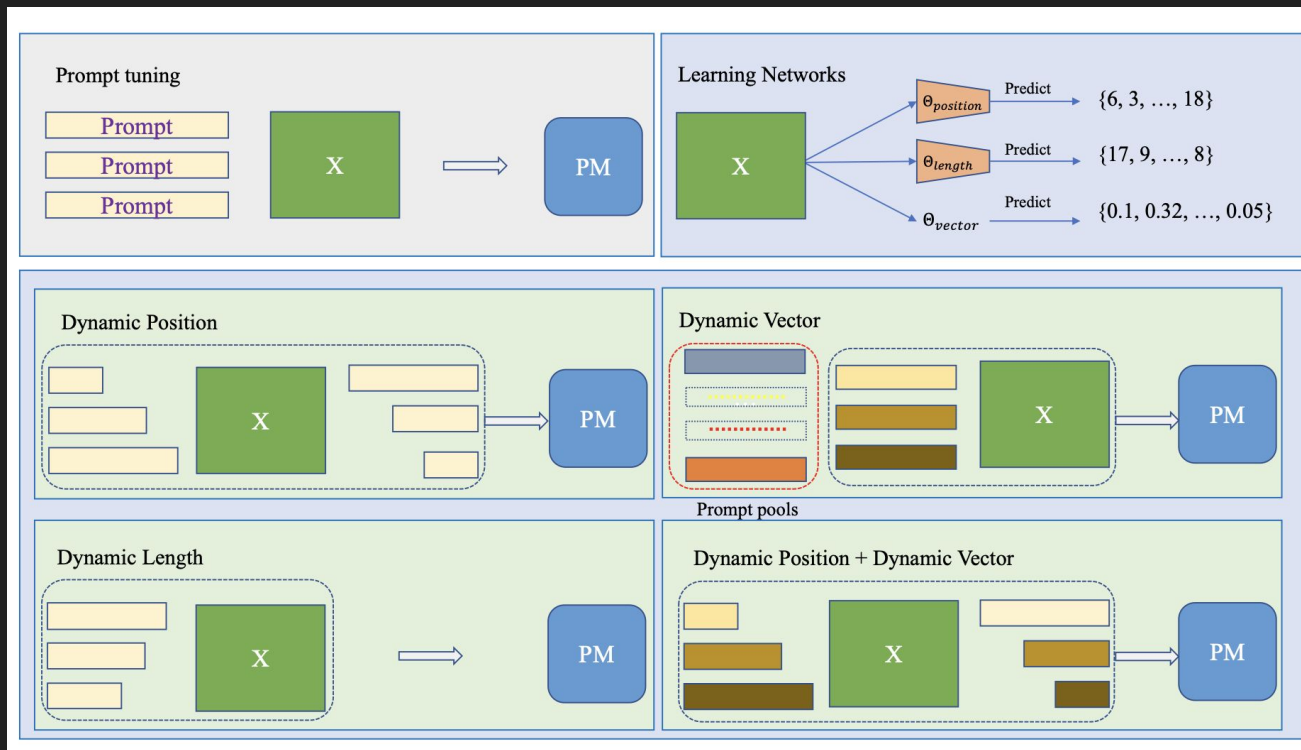 Prompt tuning
Prompt
Prompt
Prompt
X
PM
Learning Networks
X
Θposition
Predict
{6, 3, …, 18}
Θlength
Predict
{17, 9, …, 8}
Θvector
Predict
{0.1, 0.32, …, 0.05}
Dynamic Position
X
PM
Dynamic Vector
X
PM
Prompt pools
Dynamic Length
X
PM
Dynamic Position + Dynamic Vector
X
PM